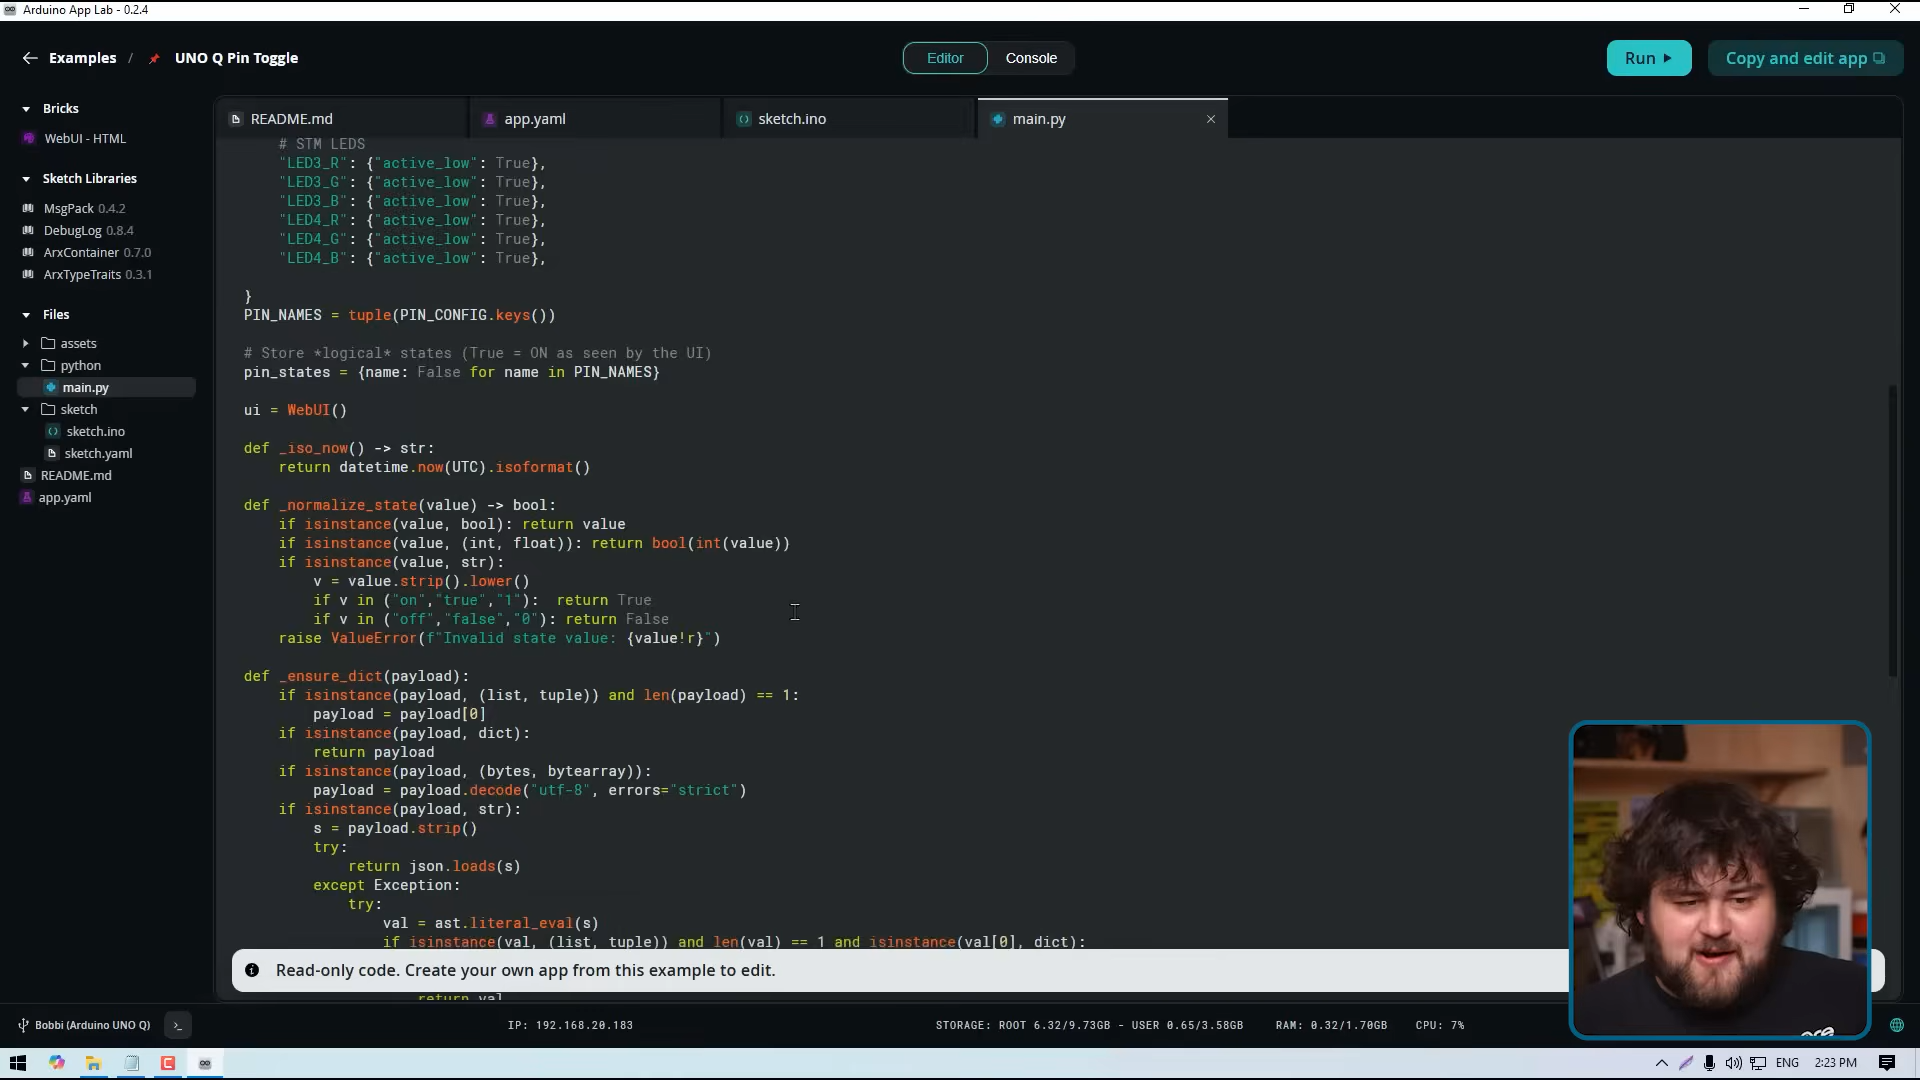 Arduino App Lab - 0.2.4
Examples / UNO Q Pin Toggle
Editor
Console
Run
Copy and edit app
Bricks
WebUI - HTML
Sketch Libraries
MsgPack 0.4.2
DebugLog 0.8.4
ArxContainer 0.7.0
ArxTypeTraits 0.3.1
Files
assets
python
main.py
sketch
sketch.ino
sketch.yaml
README.md
app.yaml
README.md
app.yaml
sketch.ino
main.py
# STM LEDS
"LED3_R": {"active_low": True},
"LED3_G": {"active_low": True},
"LED3_B": {"active_low": True},
"LED4_R": {"active_low": True},
"LED4_G": {"active_low": True},
"LED4_B": {"active_low": True},
}
PIN_NAMES = tuple(PIN_CONFIG.keys())
# Store *logical* states (True = ON as seen by the UI)
pin_states = {name: False for name in PIN_NAMES}
ui = WebUI()
def _iso_now() -> str:
return datetime.now(UTC).isoformat()
def _normalize_state(value) -> bool:
if isinstance(value, bool): return value
if isinstance(value, (int, float)): return bool(int(value))
if isinstance(value, str):
v = value.strip().lower()
if v in ("on","true","1"):  return True
if v in ("off","false","0"): return False
raise ValueError(f"Invalid state value: {value!r}")
def _ensure_dict(payload):
if isinstance(payload, (list, tuple)) and len(payload) == 1:
payload = payload[0]
if isinstance(payload, dict):
return payload
if isinstance(payload, (bytes, bytearray)):
payload = payload.decode("utf-8", errors="strict")
if isinstance(payload, str):
s = payload.strip()
try:
return json.loads(s)
except Exception:
try:
val = ast.literal_eval(s)
if isinstance(val, (list, tuple)) and len(val) == 1 and isinstance(val[0], dict):
Read-only code. Create your own app from this example to edit.
return val
Bobbi (Arduino UNO Q)
IP: 192.168.20.183
STORAGE: ROOT 6.32/9.73GB - USER 0.65/3.58GB
RAM: 0.32/1.70GB
CPU: 7%
ENG
2:23 PM